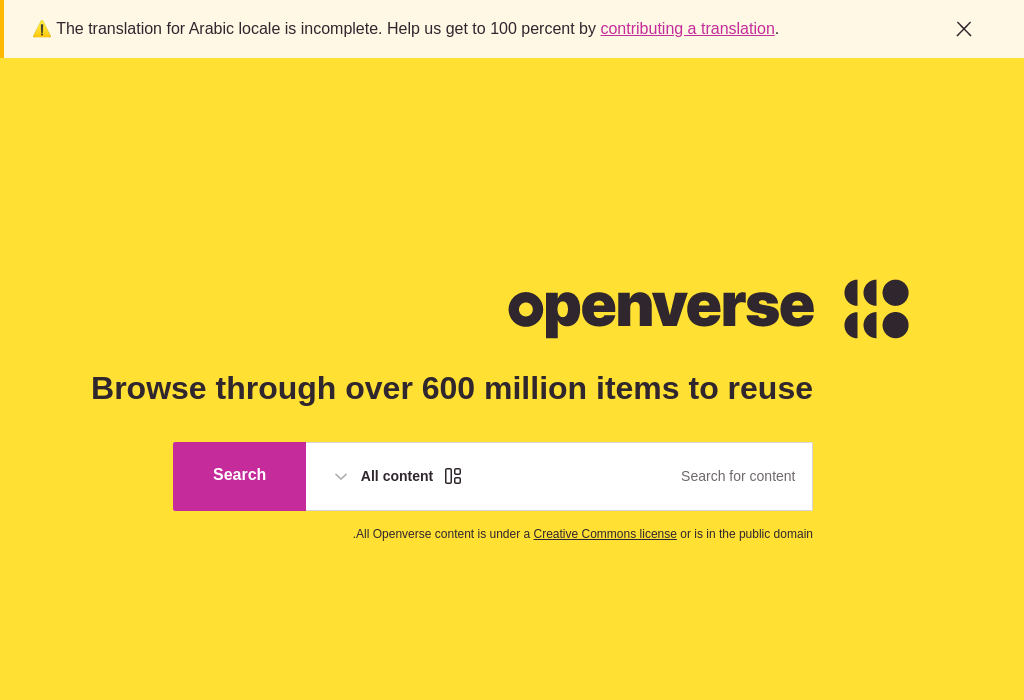 ⚠️ The translation for Arabic locale is incomplete. Help us get to 100 percent by contributing a translation.
openverse
Browse through over 600 million items to reuse
Search
All content
Search for content
.All Openverse content is under a Creative Commons license or is in the public domain